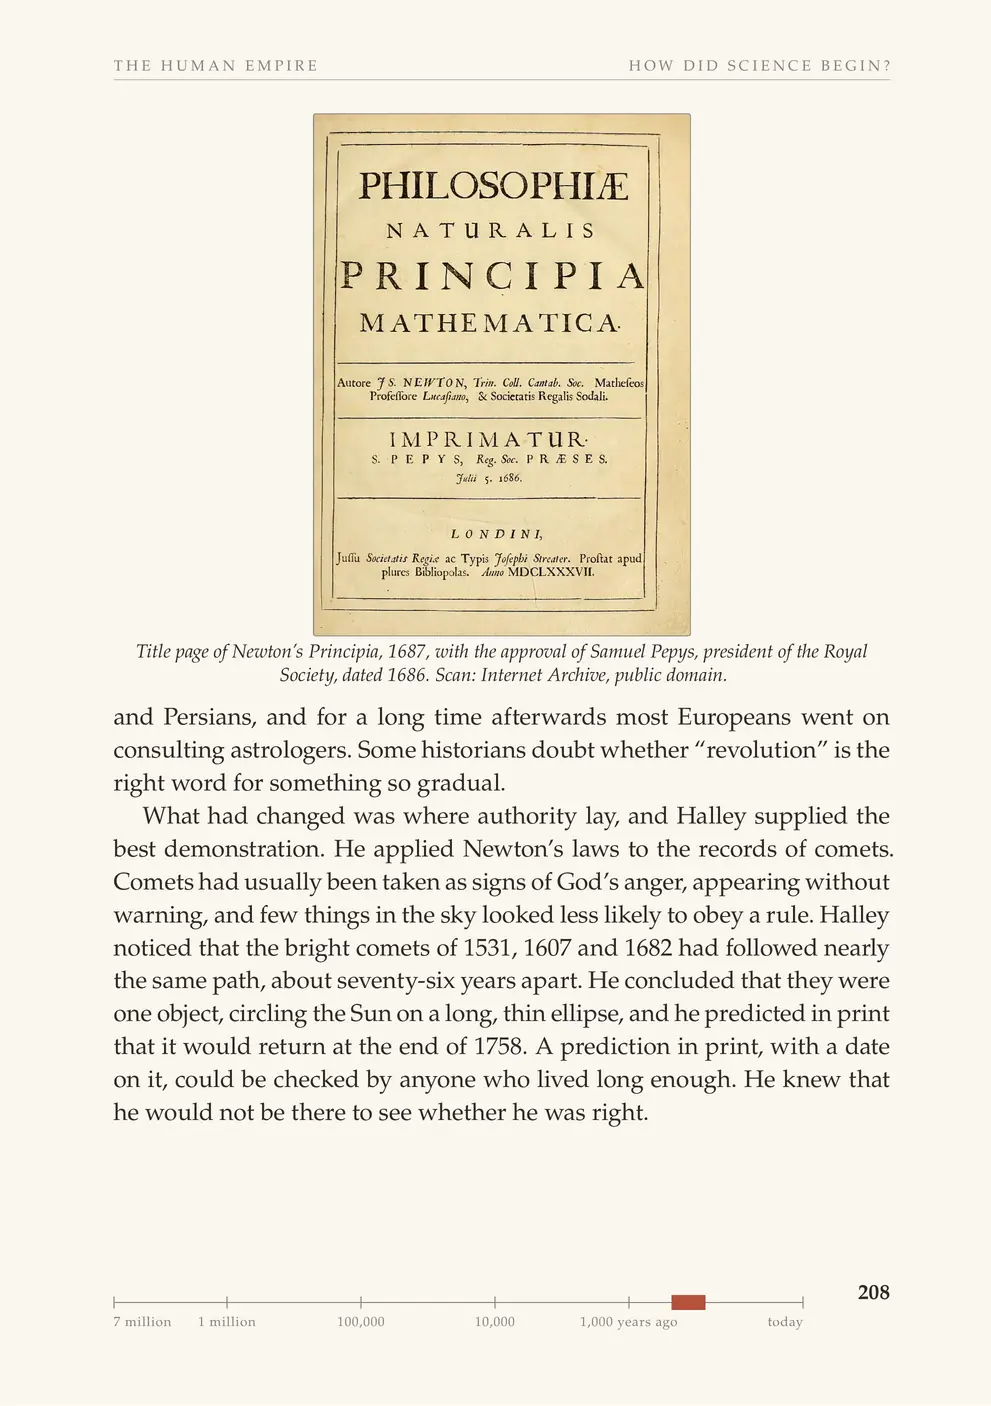 THE HUMAN EMPIRE
HOW DID SCIENCE BEGIN?
PHILOSOPHIÆ
NATURALIS
PRINCIPIA
MATHEMATICA.
Autore JS. NEWTON, Trin. Coll. Cantab. Soc. Matheſeos
Profeſſore Lucaſiano, & Societatis Regalis Sodali.
IMPRIMATUR.
S. PEPYS, Reg. Soc. PRÆSES.
Julii 5. 1686.
LONDINI,
Juſſu Societatis Regiæ ac Typis Joſephi Streater. Proſtat apud
plures Bibliopolas. Anno MDCLXXXVII.
Title page of Newton’s Principia, 1687, with the approval of Samuel Pepys, president of the Royal
Society, dated 1686. Scan: Internet Archive, public domain.
and Persians, and for a long time afterwards most Europeans went on
consulting astrologers. Some historians doubt whether “revolution” is the
right word for something so gradual.
What had changed was where authority lay, and Halley supplied the
best demonstration. He applied Newton’s laws to the records of comets.
Comets had usually been taken as signs of God’s anger, appearing without
warning, and few things in the sky looked less likely to obey a rule. Halley
noticed that the bright comets of 1531, 1607 and 1682 had followed nearly
the same path, about seventy-six years apart. He concluded that they were
one object, circling the Sun on a long, thin ellipse, and he predicted in print
that it would return at the end of 1758. A prediction in print, with a date
on it, could be checked by anyone who lived long enough. He knew that
he would not be there to see whether he was right.
208
7 million 1 million 100,000 10,000 1,000 years ago today